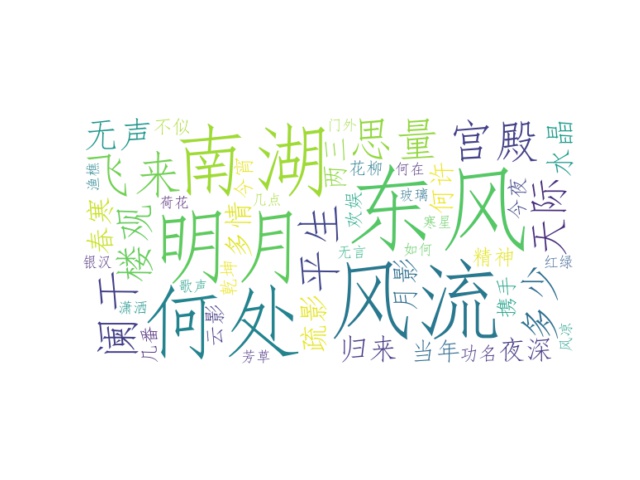 无声
不似
门外
渔樵
飞来
南湖
思量
宫殿
水晶
三两
花柳
何在
何许
今宵
荷花
几点
春寒
楼观
明月
多情
平生
欢娱
玻璃
东风
寒星
今夜
天际
银汉
歌声
乾坤
无言
如何
精神
红绿
阑干
潇洒
何处
云影
疏影
风流
月影
携手
多少
几番
芳草
归来
当年
功名
夜深
风凉